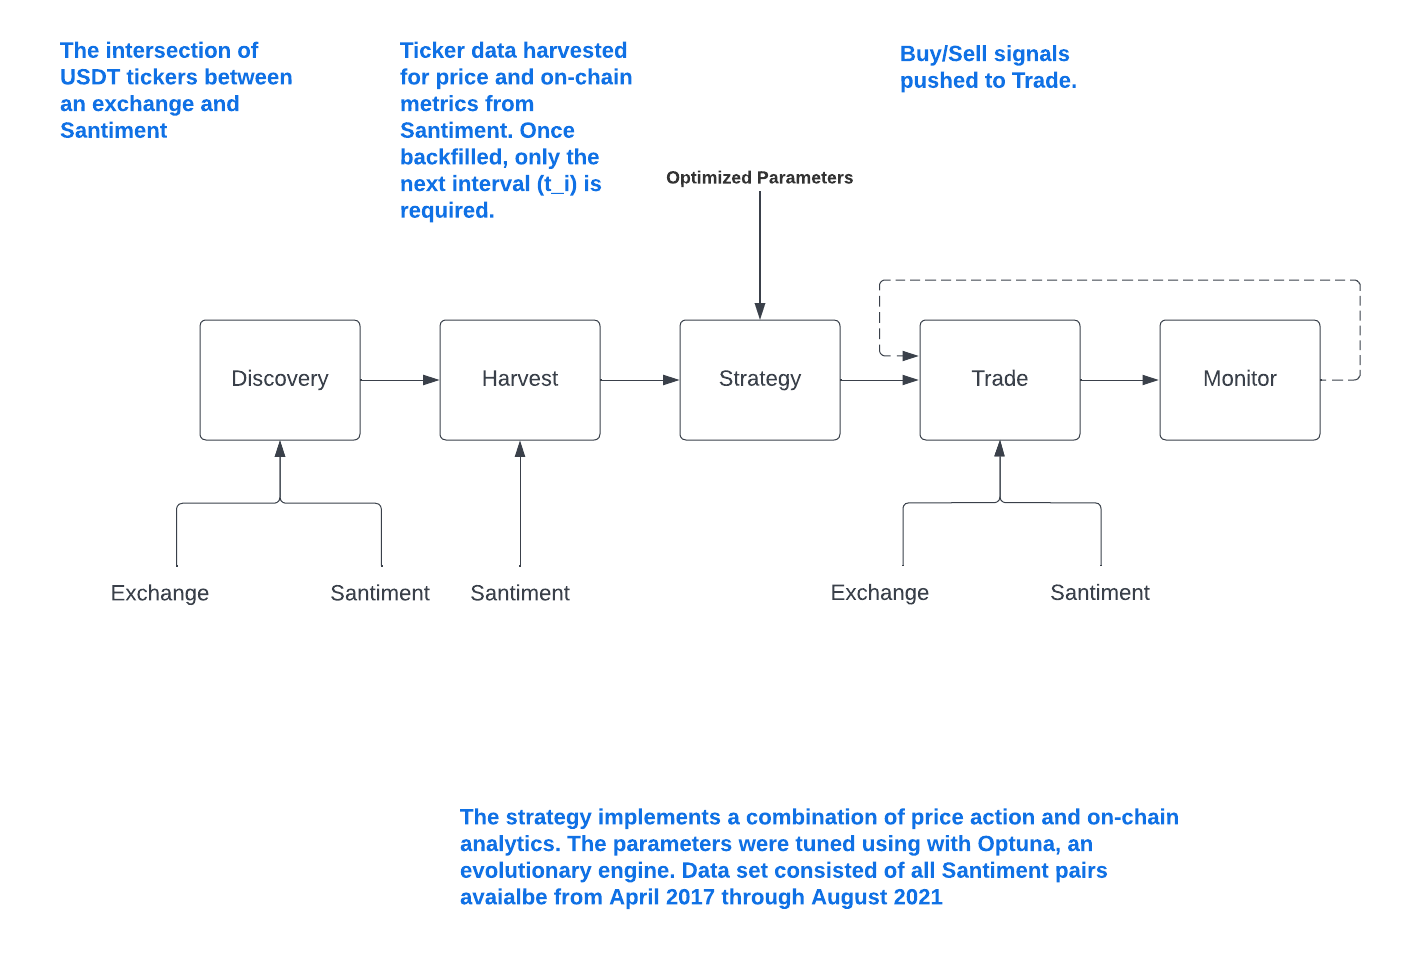 The intersection of
USDT tickers between
an exchange and
Santiment
Ticker data harvested
for price and on-chain
metrics from
Santiment. Once
backfilled, only the
next interval (t_i) is
required.
Buy/Sell signals
pushed to Trade.
Optimized Parameters
Discovery
Harvest
Strategy
Trade
Monitor
Exchange
Santiment
Santiment
Exchange
Santiment
The strategy implements a combination of price action and on-chain
analytics. The parameters were tuned using with Optuna, an
evolutionary engine. Data set consisted of all Santiment pairs
avaialbe from April 2017 through August 2021